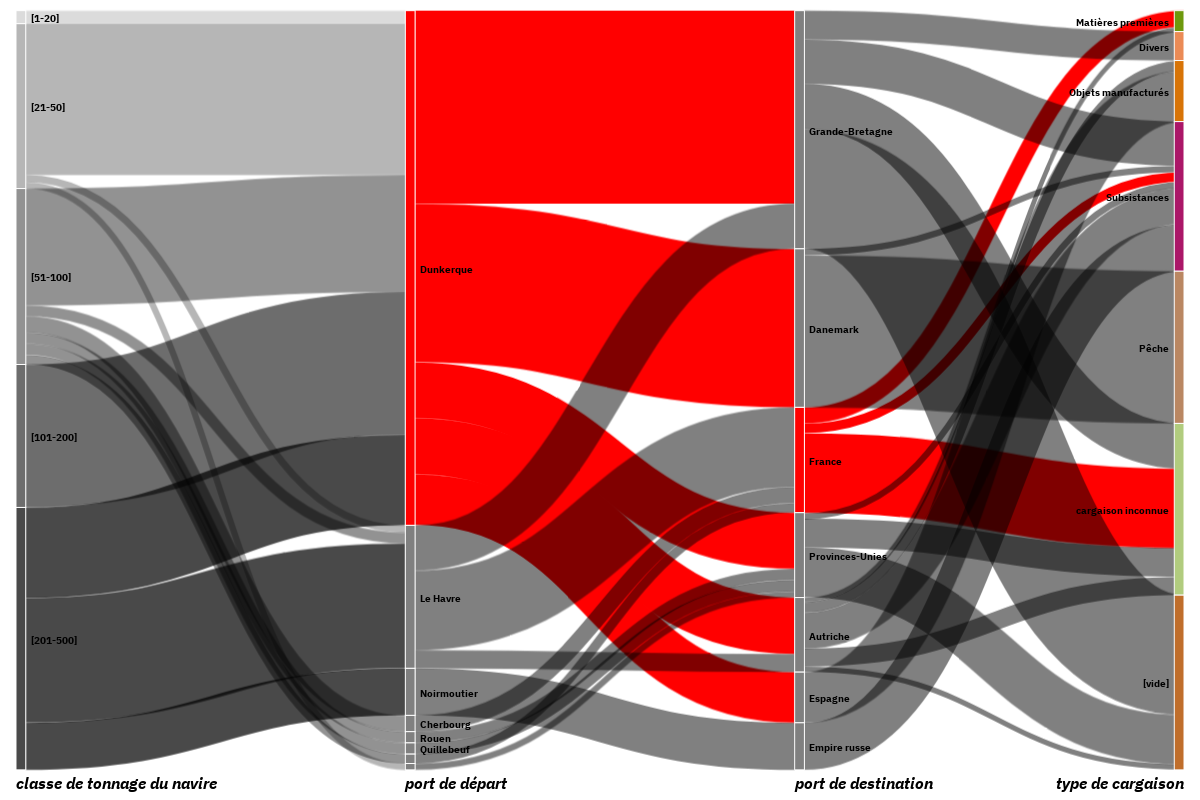 [1-20]
[21-50]
[51-100]
[101-200]
[201-500]
Dunkerque
Le Havre
Noirmoutier
Cherbourg
Rouen
Quillebeuf
Grande-Bretagne
Danemark
France
Provinces-Unies
Autriche
Espagne
Empire russe
Matières premières
Divers
Objets manufacturés
Subsistances
Pêche
cargaison inconnue
[vide]
classe de tonnage du navire
port de départ
port de destination
type de cargaison